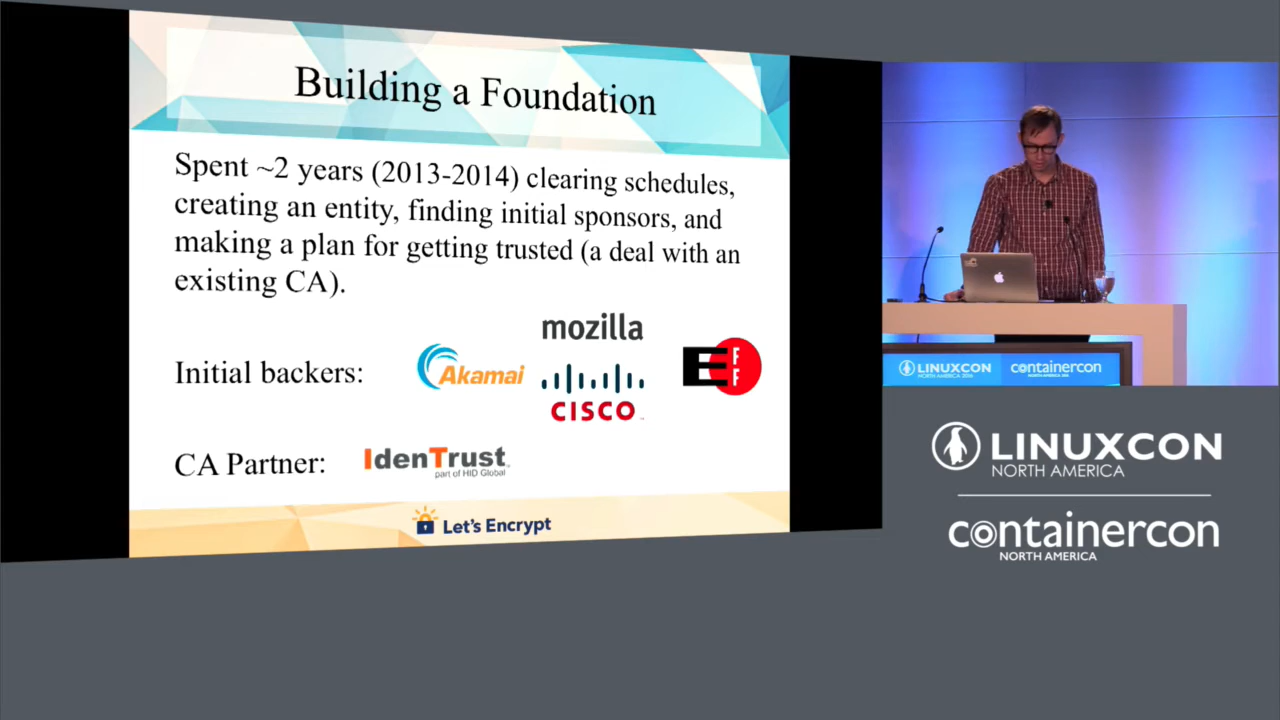 Building a Foundation
Spent ~2 years (2013-2014) clearing schedules,
creating an entity, finding initial sponsors, and
making a plan for getting trusted (a deal with an
existing CA).
Initial backers:
Akamai
mozilla
CISCO
EFF
CA Partner:
IdenTrust
part of HID Global
Let's Encrypt
LINUXCON
NORTH AMERICA 2016
containercon
NORTH AMERICA 2016
LINUXCON
NORTH AMERICA
containercon
NORTH AMERICA